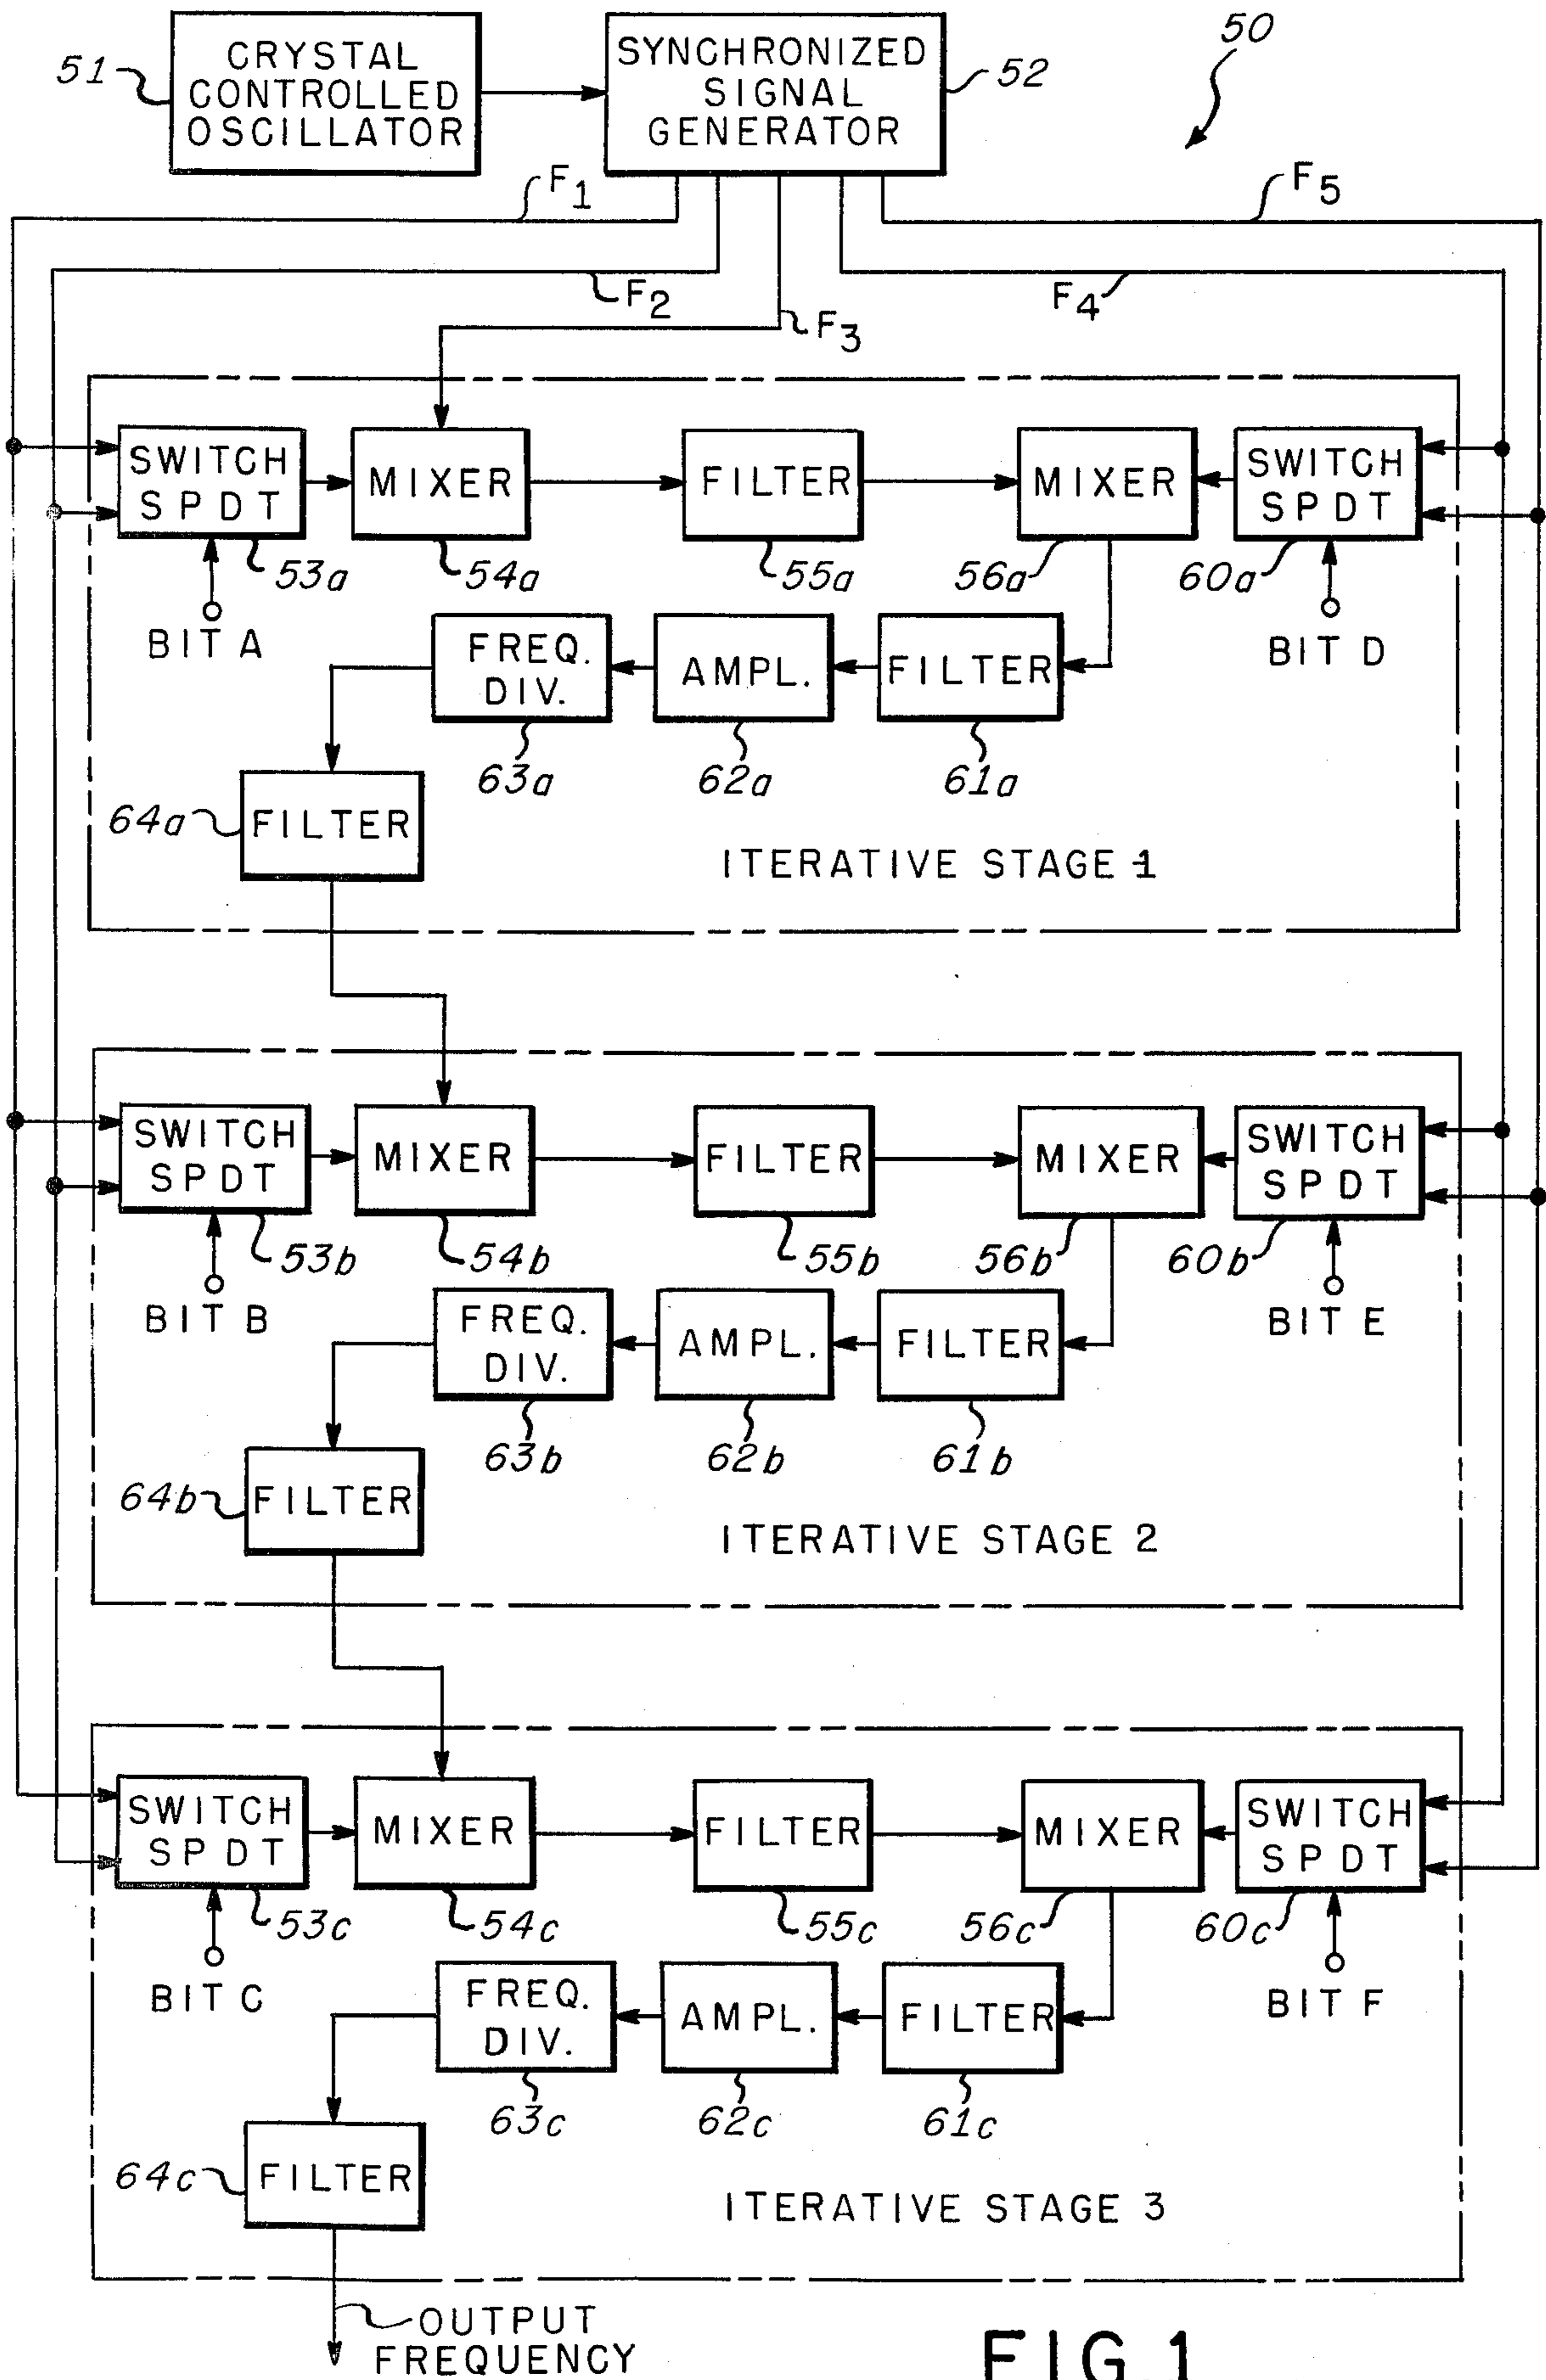 50
51
CRYSTAL
CONTROLLED
OSCILLATOR
SYNCHRONIZED
SIGNAL
GENERATOR
52
F1
F5
F2
F4
F3
SWITCH
SPDT
MIXER
FILTER
MIXER
SWITCH
SPDT
53a
54a
55a
56a
60a
BIT A
BIT D
FREQ.
DIV.
AMPL.
FILTER
63a
62a
61a
64a
FILTER
ITERATIVE STAGE 1
SWITCH
SPDT
MIXER
FILTER
MIXER
SWITCH
SPDT
53b
54b
55b
56b
60b
BIT B
BIT E
FREQ.
DIV.
AMPL.
FILTER
63b
62b
61b
64b
FILTER
ITERATIVE STAGE 2
SWITCH
SPDT
MIXER
FILTER
MIXER
SWITCH
SPDT
53c
54c
55c
56c
60c
BIT C
BIT F
FREQ.
DIV.
AMPL.
FILTER
63c
62c
61c
64c
FILTER
ITERATIVE STAGE 3
OUTPUT
FREQUENCY
FIG.1